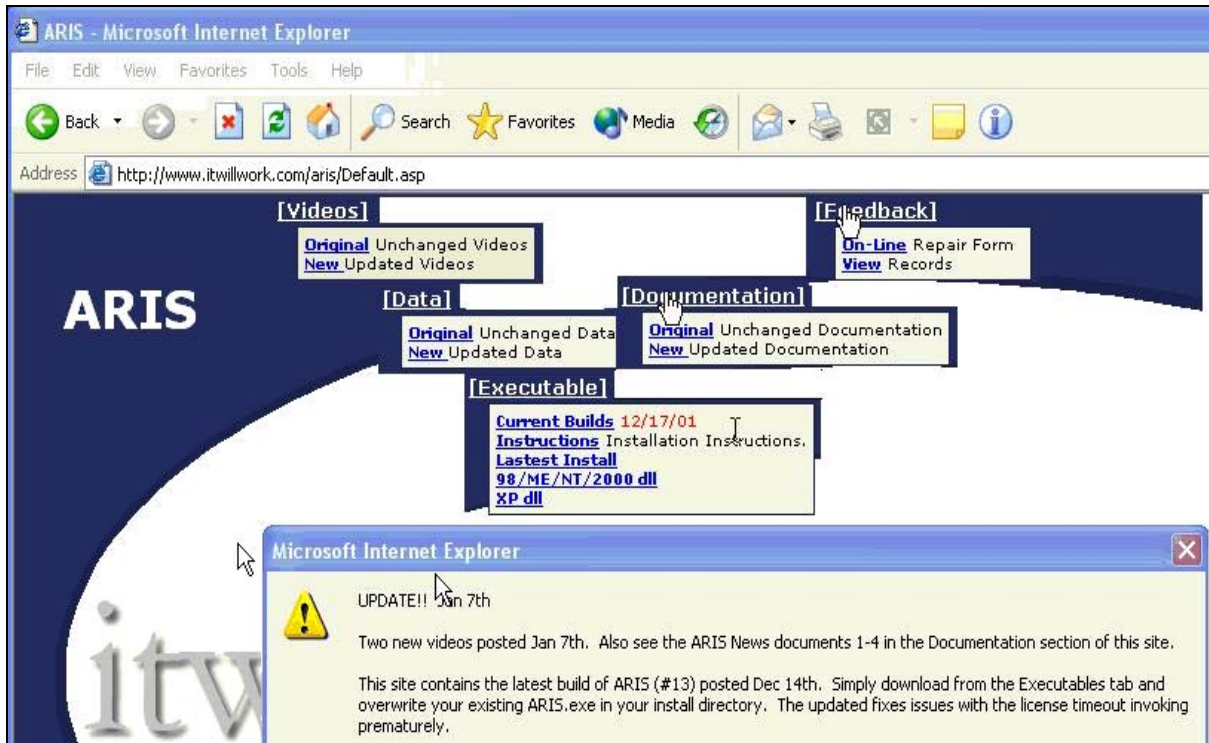 ARIS - Microsoft Internet Explorer
File Edit View Favorites Tools Help
Back Search Favorites Media
Address http://www.itwillwork.com/aris/Default.asp
[Videos]
Original Unchanged Videos
New Updated Videos
[Feedback]
On-Line Repair Form
View Records
ARIS
[Data]
Original Unchanged Data
New Updated Data
[Documentation]
Original Unchanged Documentation
New Updated Documentation
[Executable]
Current Builds 12/17/01
Instructions Installation Instructions.
Lastest Install
98/ME/NT/2000 dll
XP dll
itw
Microsoft Internet Explorer
UPDATE!! Jan 7th
Two new videos posted Jan 7th. Also see the ARIS News documents 1-4 in the Documentation section of this site.
This site contains the latest build of ARIS (#13) posted Dec 14th. Simply download from the Executables tab and
overwrite your existing ARIS.exe in your install directory. The updated fixes issues with the license timeout invoking
prematurely.